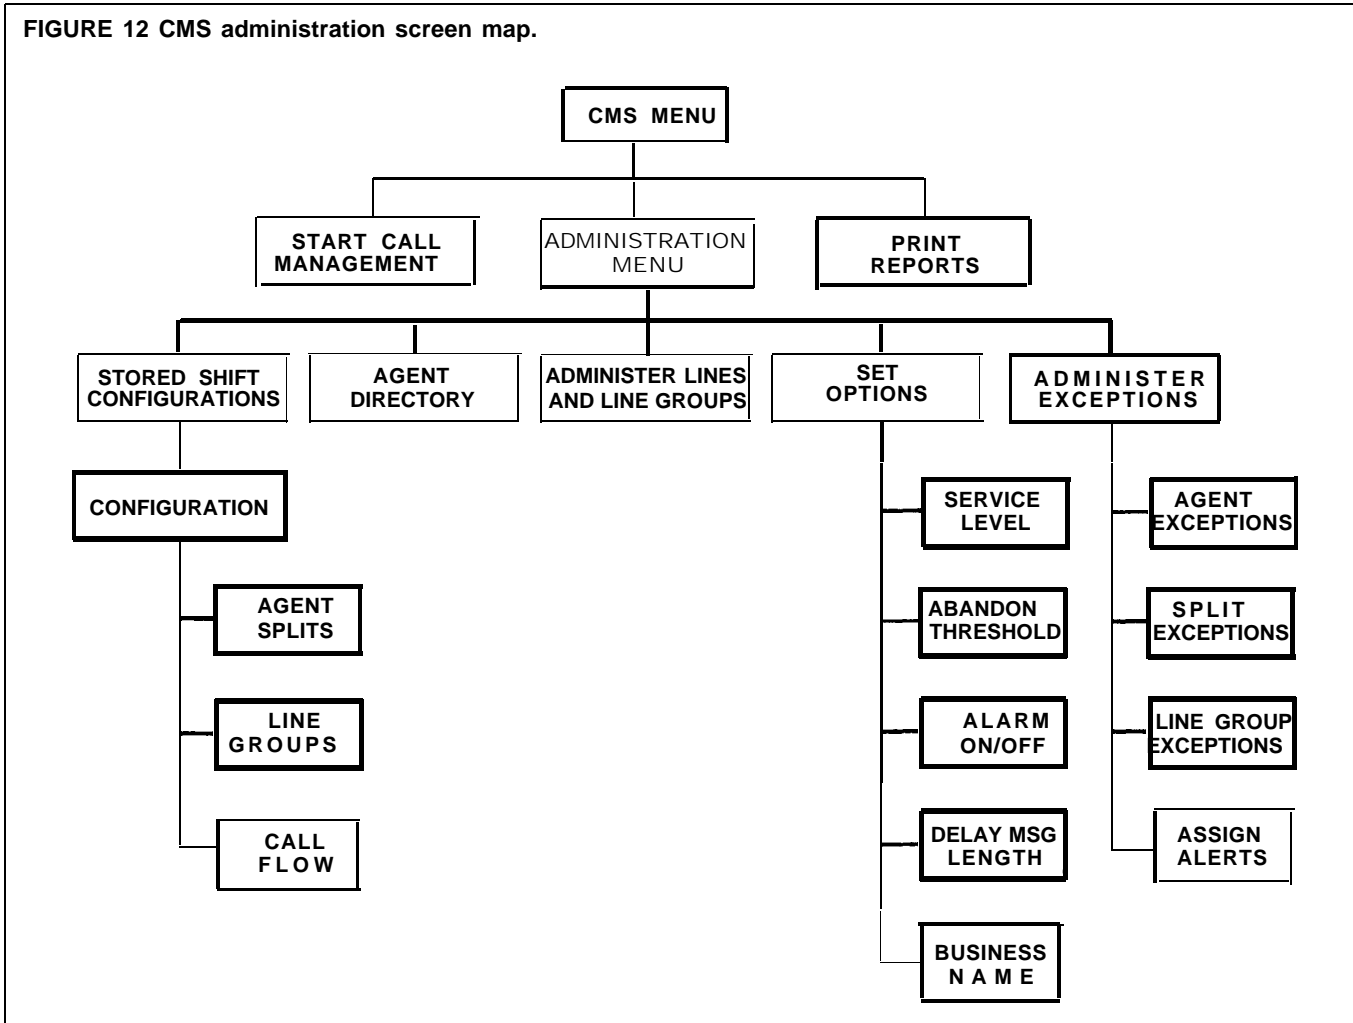 FIGURE 12 CMS administration screen map.
CMS MENU
START CALL
MANAGEMENT
ADMINISTRATION
MENU
PRINT
REPORTS
STORED SHIFT
CONFIGURATIONS
AGENT
DIRECTORY
ADMINISTER LINES
AND LINE GROUPS
SET
OPTIONS
ADMINISTER
EXCEPTIONS
CONFIGURATION
AGENT
SPLITS
LINE
GROUPS
CALL
FLOW
SERVICE
LEVEL
ABANDON
THRESHOLD
ALARM
ON/OFF
DELAY MSG
LENGTH
BUSINESS
NAME
AGENT
EXCEPTIONS
SPLIT
EXCEPTIONS
LINE GROUP
EXCEPTIONS
ASSIGN
ALERTS